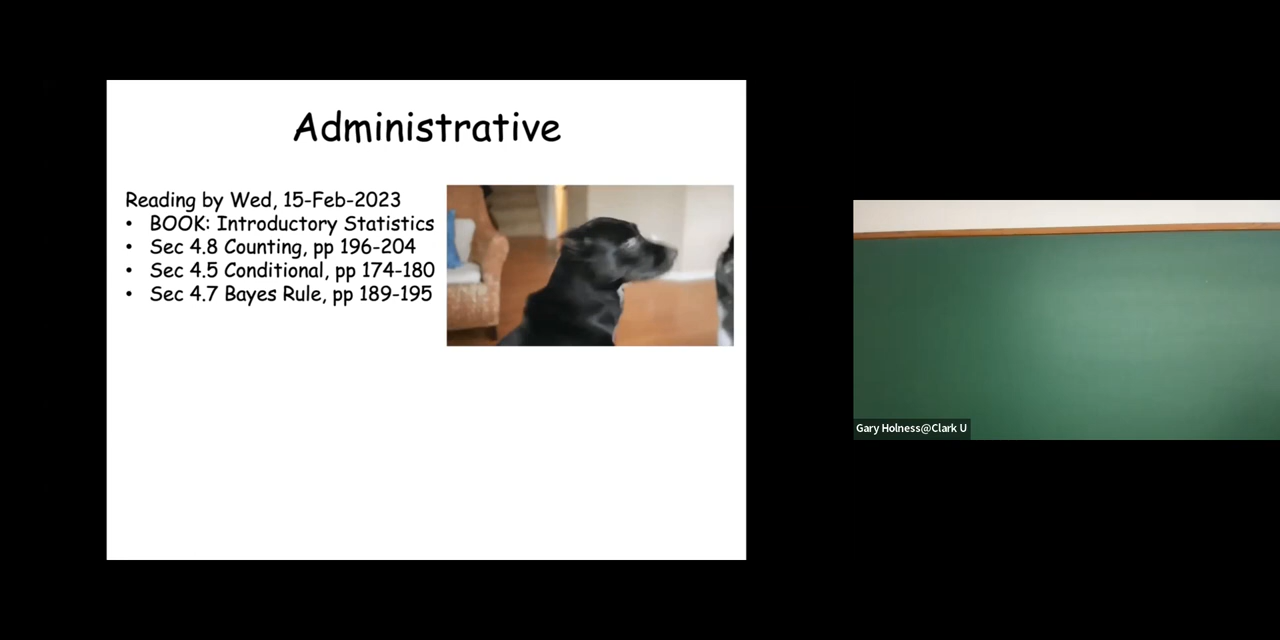 Administrative
Reading by Wed, 15-Feb-2023
• BOOK: Introductory Statistics
• Sec 4.8 Counting, pp 196-204
• Sec 4.5 Conditional, pp 174-180
• Sec 4.7 Bayes Rule, pp 189-195
Gary Holness@Clark U